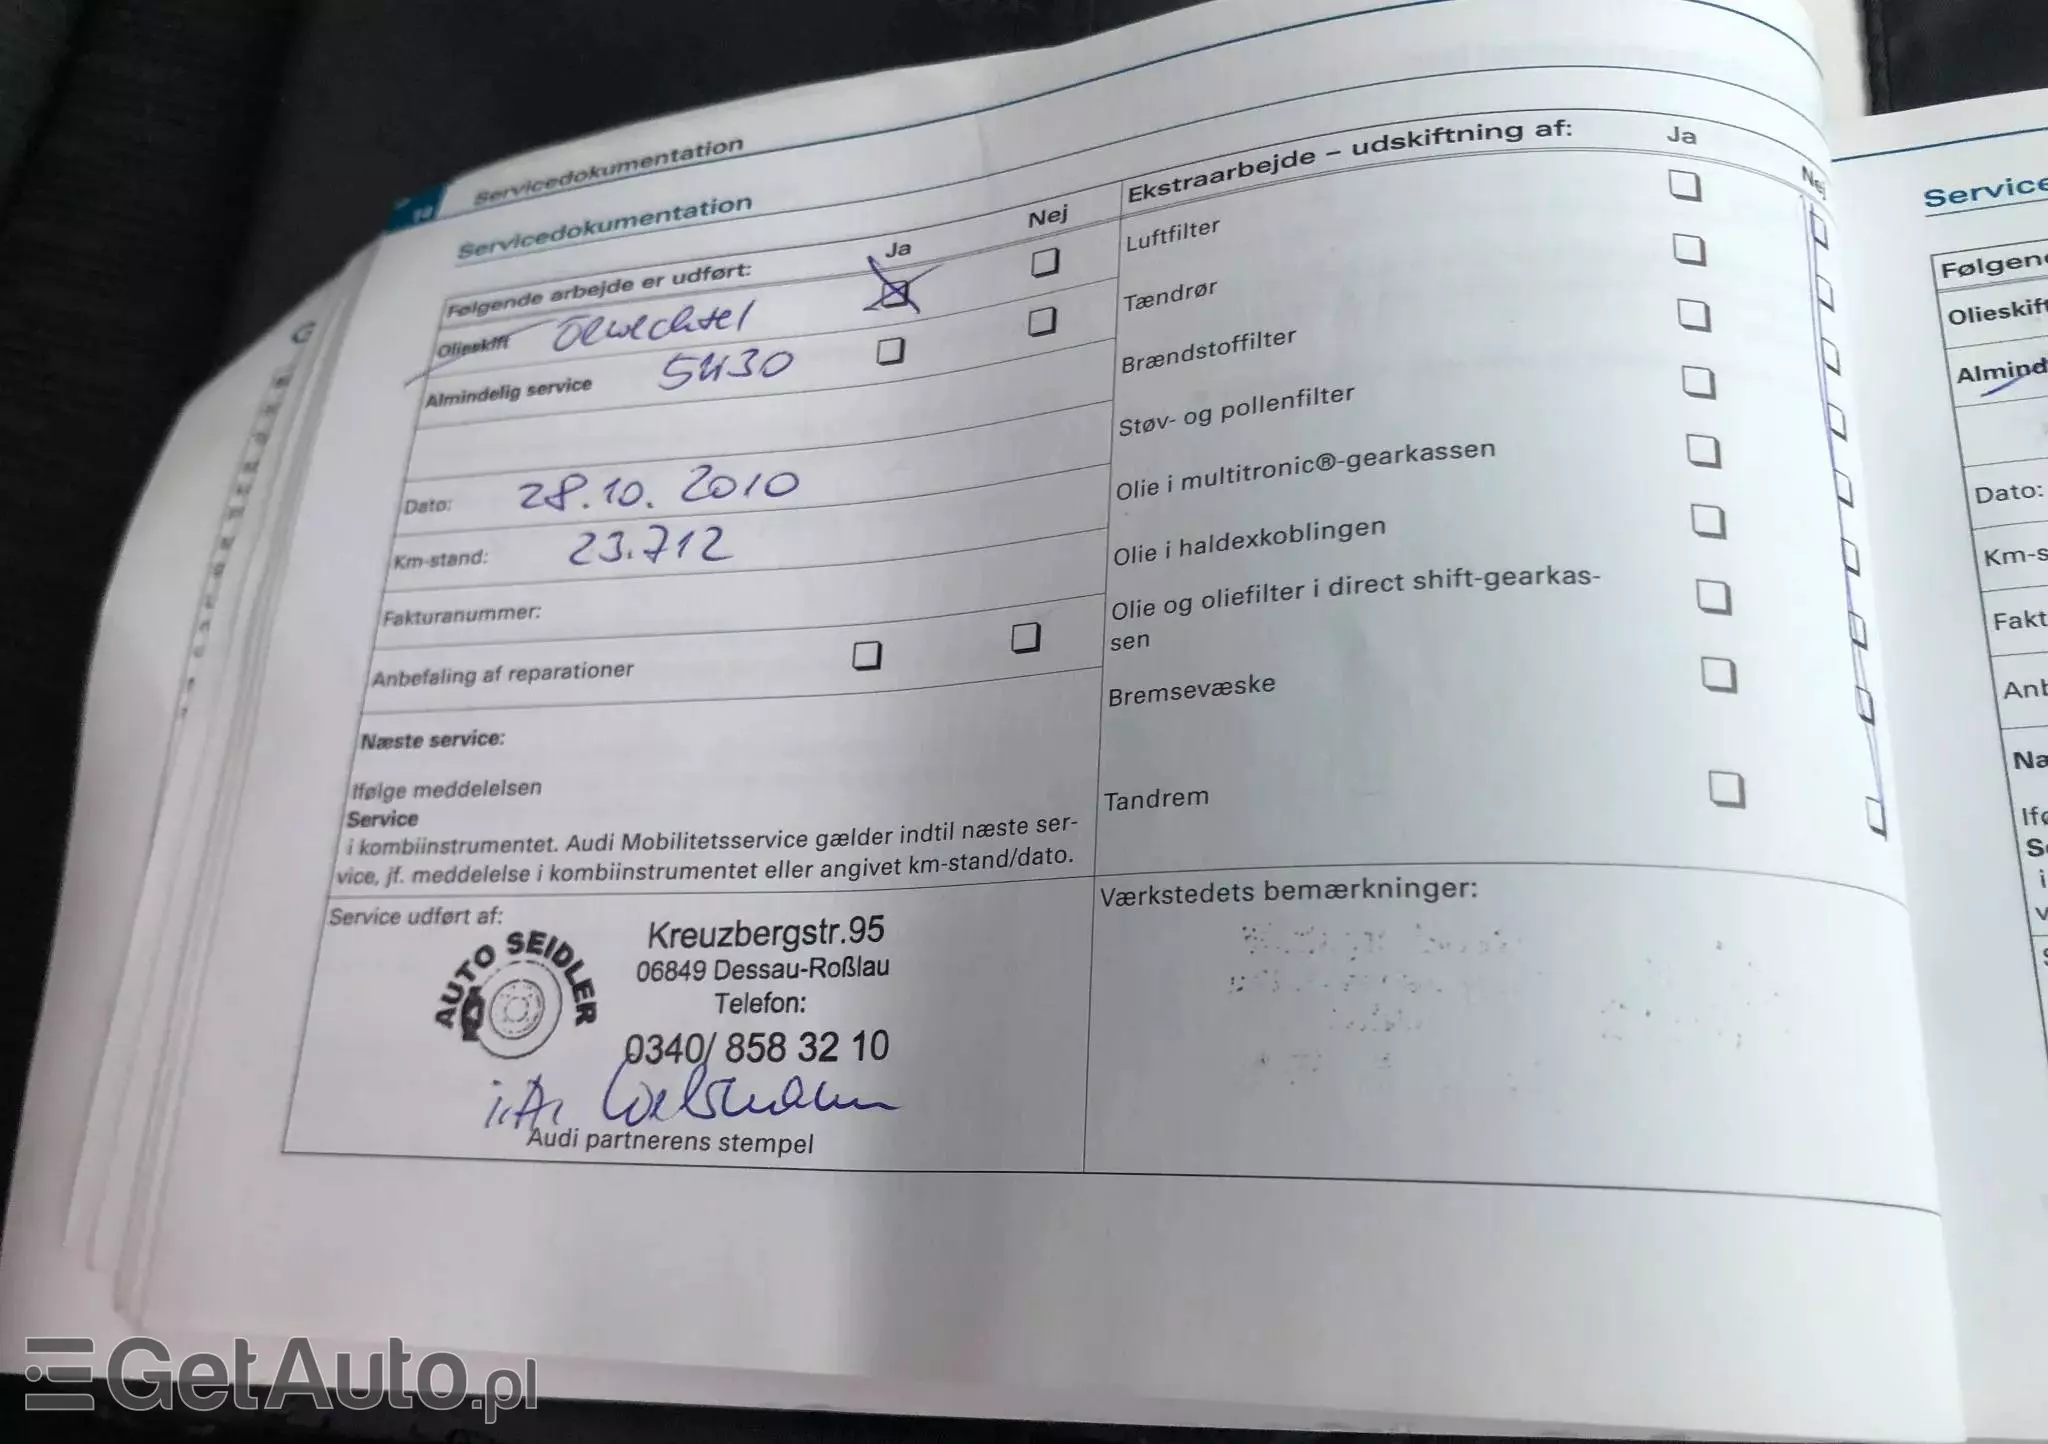 Servicedokumentation
Servicedokumentation
Følgende arbejde er udført: Ja Nej
Olieskift Ölwechsel
Almindelig service 5W30
Dato: 28.10.2010
Km-stand: 23.712
Fakturanummer:
Anbefaling af reparationer
Næste service:
Ifølge meddelelsen
Service
i kombiinstrumentet. Audi Mobilitetsservice gælder indtil næste ser-
vice, jf. meddelelse i kombiinstrumentet eller angivet km-stand/dato.
Service udført af:
AUTO SEIDLER
Kreuzbergstr.95
06849 Dessau-Roßlau
Telefon:
0340/ 858 32 10
i.A.
Audi partnerens stempel
Ekstraarbejde – udskiftning af: Ja Nej
Luftfilter
Tændrør
Brændstoffilter
Støv- og pollenfilter
Olie i multitronic®-gearkassen
Olie i haldexkoblingen
Olie og oliefilter i direct shift-gearkas-
sen
Bremsevæske
Tandrem
Værkstedets bemærkninger:
Service
Følgen
Olieskift
Almind
Dato:
Km-s
Fakt
Anb
Næ
Ifø
Se
i
v
GetAuto.pl